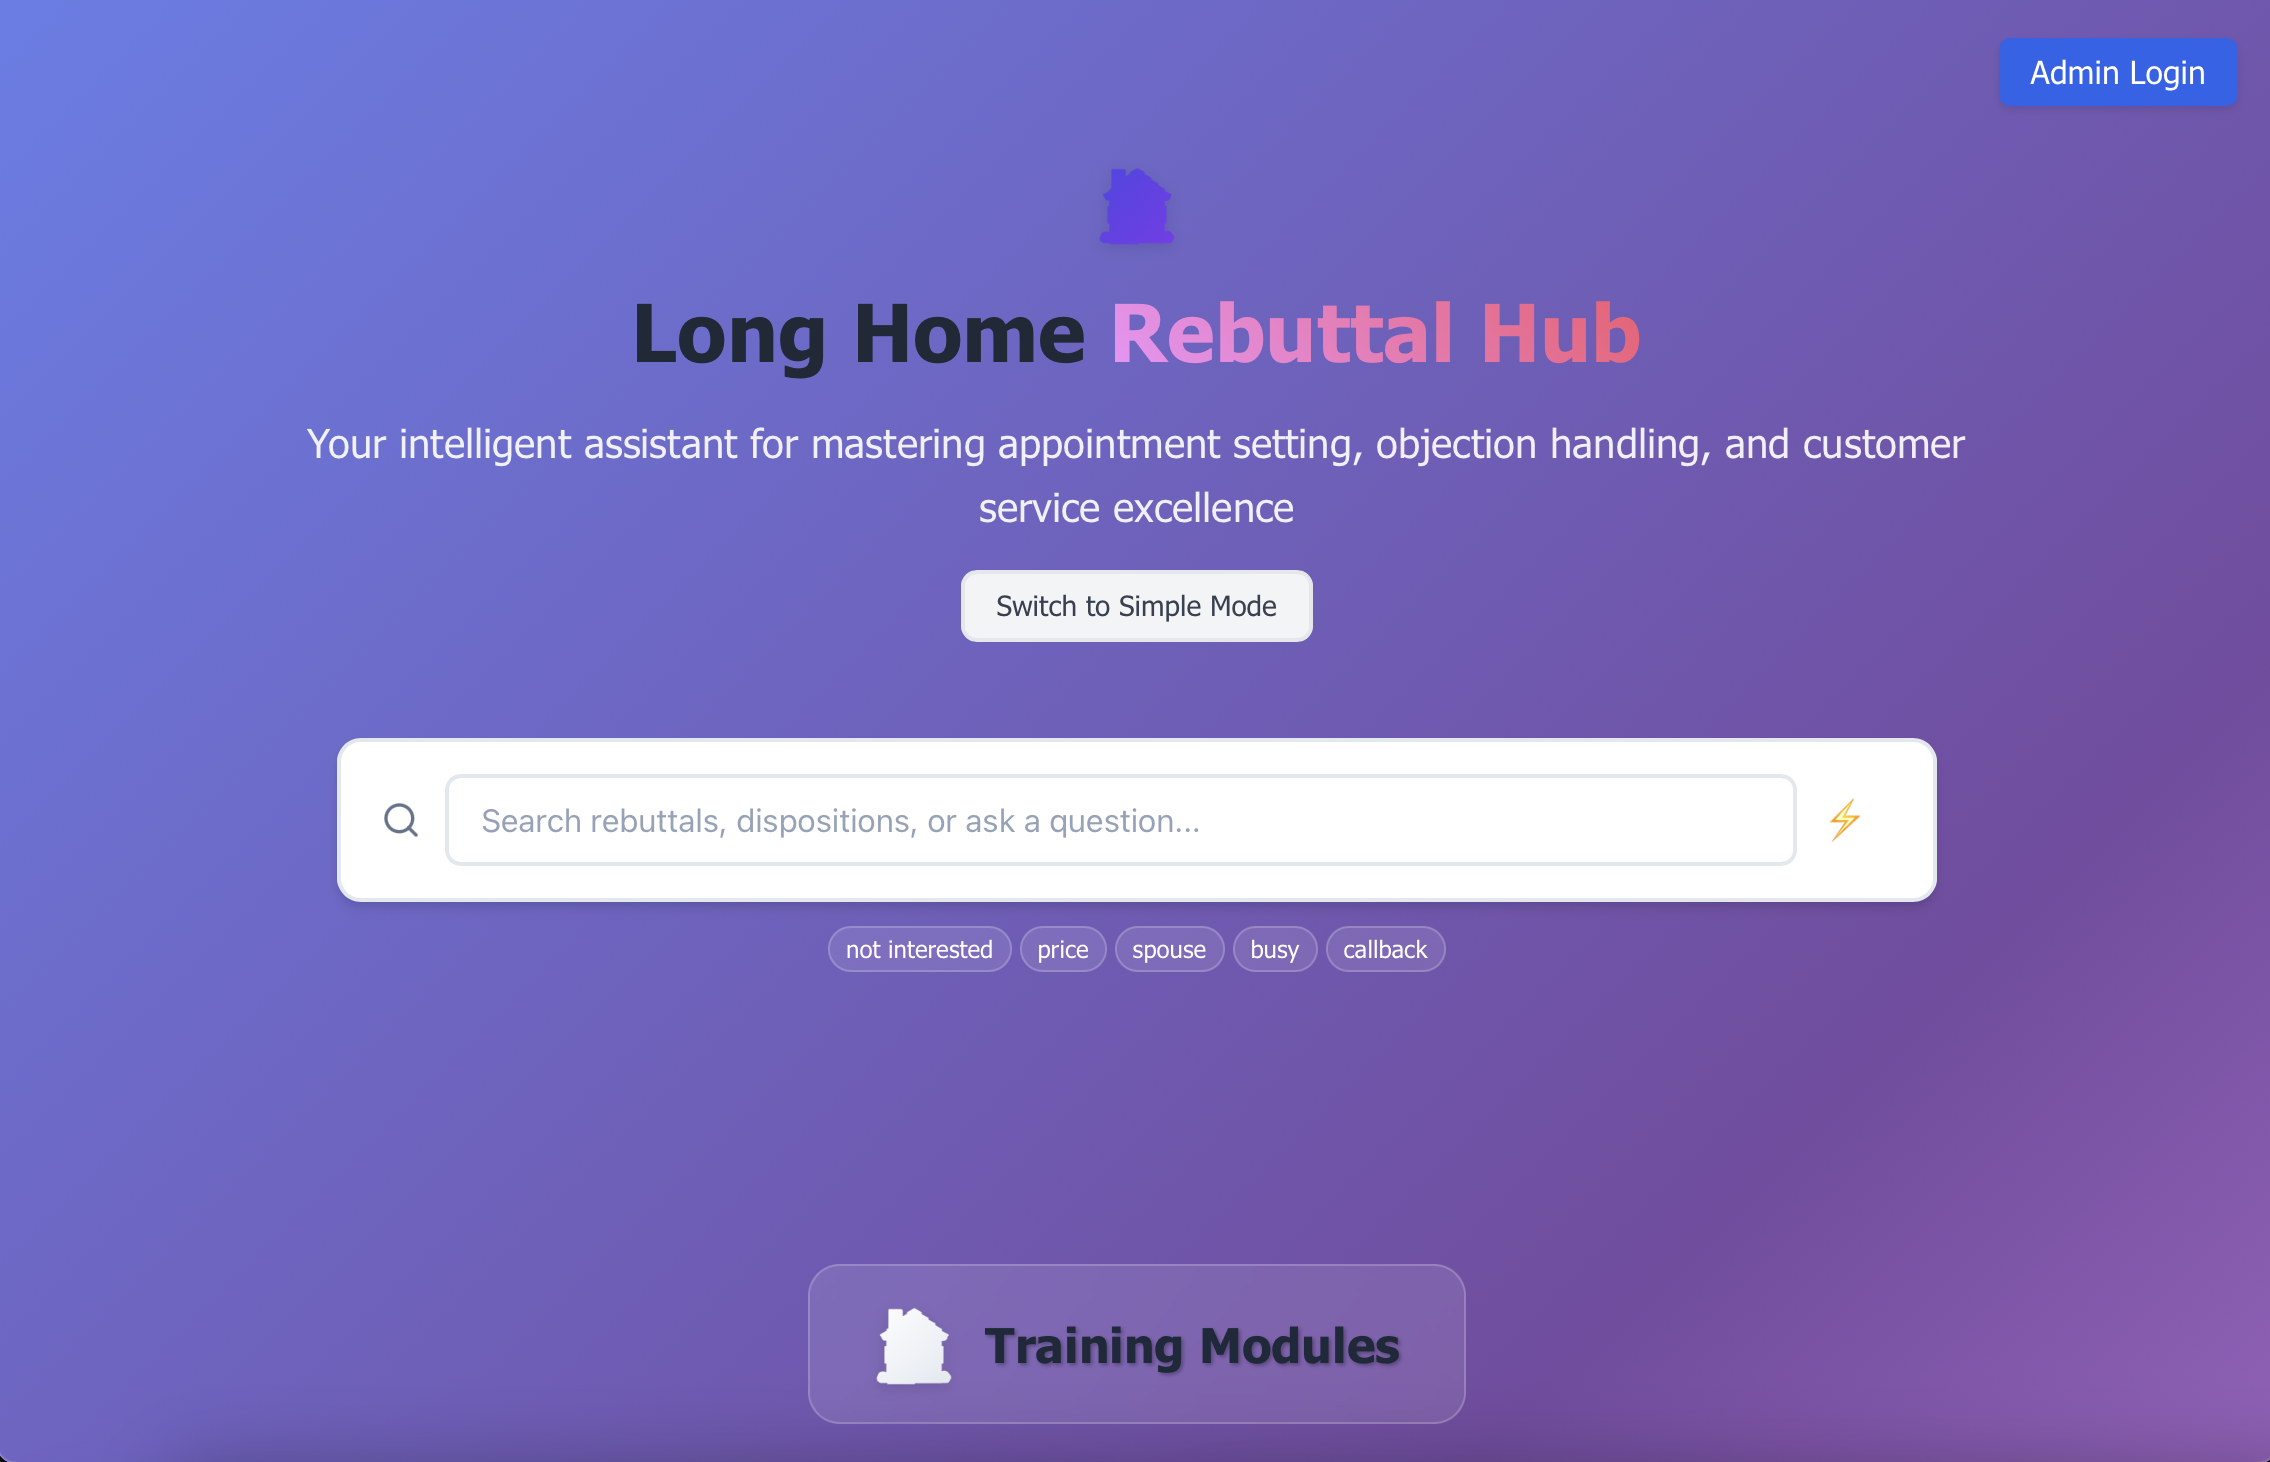 Admin Login
Long Home Rebuttal Hub
Your intelligent assistant for mastering appointment setting, objection handling, and customer
service excellence
Switch to Simple Mode
Search rebuttals, dispositions, or ask a question...
not interested price spouse busy callback
Training Modules